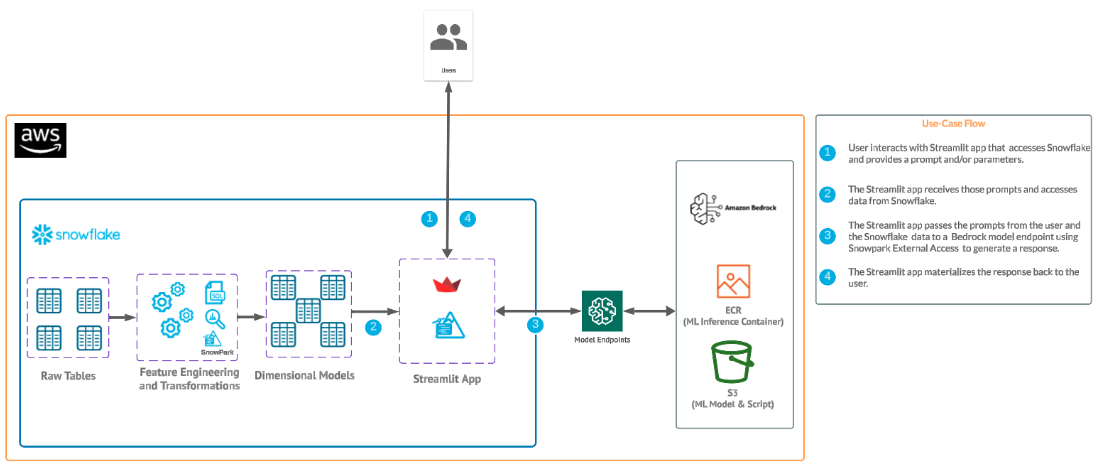 Users
aws
Use-Case Flow
1 User interacts with Streamlit app that accesses Snowflake
and provides a prompt and/or parameters.
2 The Streamlit app receives those prompts and accesses
data from Snowflake.
3 The Streamlit app passes the prompts from the user and
the Snowflake data to a Bedrock model endpoint using
Snowpark External Access to generate a response.
4 The Streamlit app materializes the response back to the
user.
snowflake
1 4
Amazon Bedrock
SQL
SnowPark
2
3
Raw Tables
Feature Engineering
and Transformations
Dimensional Models
Streamlit App
Model Endpoints
ECR
(ML Inference Container)
S3
(ML Model & Script)